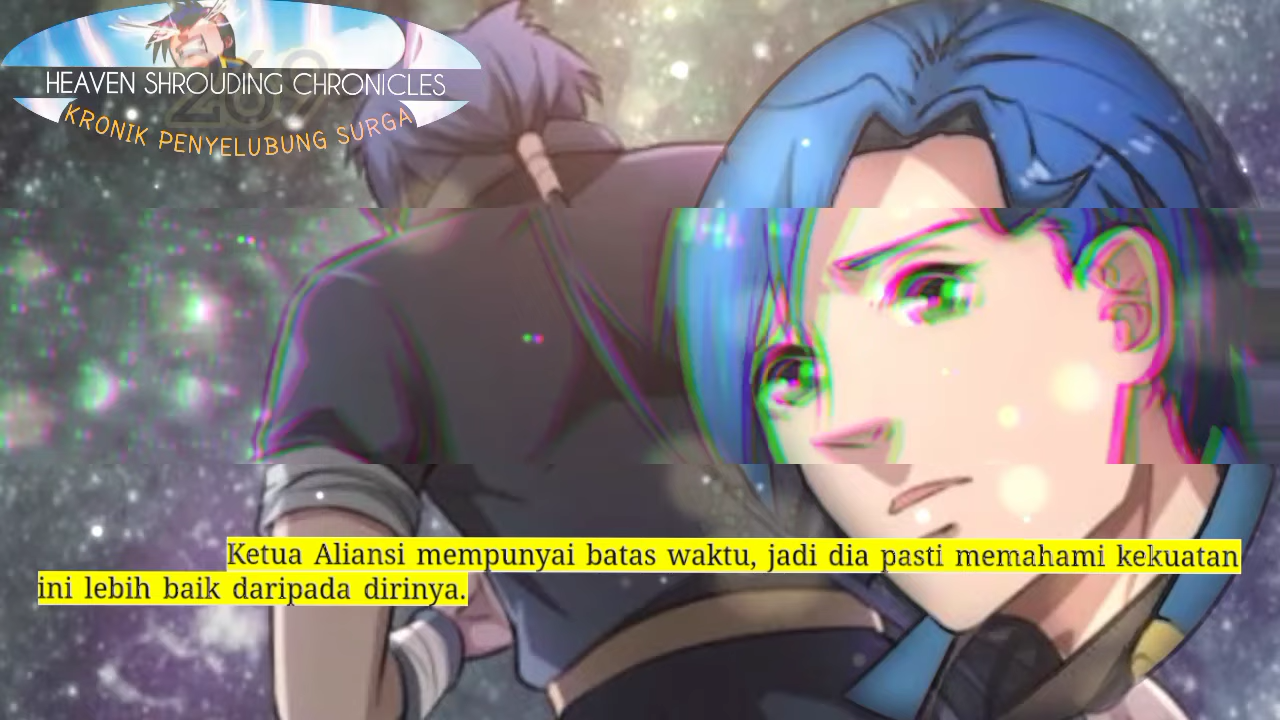 269
HEAVEN SHROUDING CHRONICLES
KRONIK PENYELUBUNG SURGA
Ketua Aliansi mempunyai batas waktu, jadi dia pasti memahami kekuatan
ini lebih baik daripada dirinya.